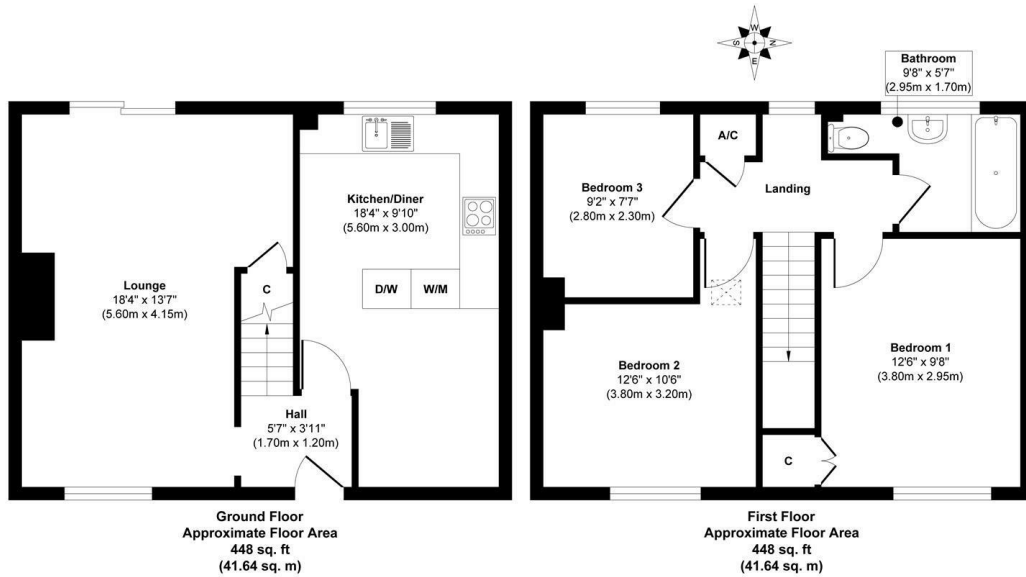 W
S
N
E
Bathroom
9'8" x 5'7"
(2.95m x 1.70m)
A/C
Bedroom 3
9'2" x 7'7"
(2.80m x 2.30m)
Landing
Kitchen/Diner
18'4" x 9'10"
(5.60m x 3.00m)
Lounge
18'4" x 13'7"
(5.60m x 4.15m)
C
D/W
W/M
Bedroom 2
12'6" x 10'6"
(3.80m x 3.20m)
Bedroom 1
12'6" x 9'8"
(3.80m x 2.95m)
Hall
5'7" x 3'11"
(1.70m x 1.20m)
C
Ground Floor
Approximate Floor Area
448 sq. ft
(41.64 sq. m)
First Floor
Approximate Floor Area
448 sq. ft
(41.64 sq. m)